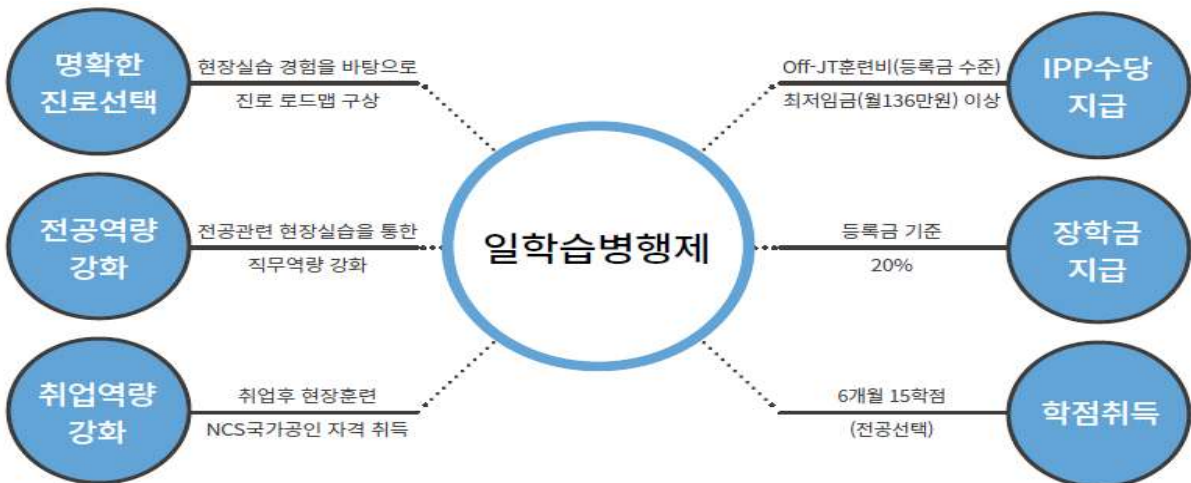 명확한
진로선택
현장실습 경험을 바탕으로
진로 로드맵 구상
전공역량
강화
전공관련 현장실습을 통한
직무역량 강화
취업역량
강화
취업후 현장훈련
NCS국가공인 자격 취득
일학습병행제
Off-JT훈련비(등록금 수준)
최저임금(월136만원) 이상
IPP수당
지급
등록금 기준
20%
장학금
지급
6개월 15학점
(전공선택)
학점취득